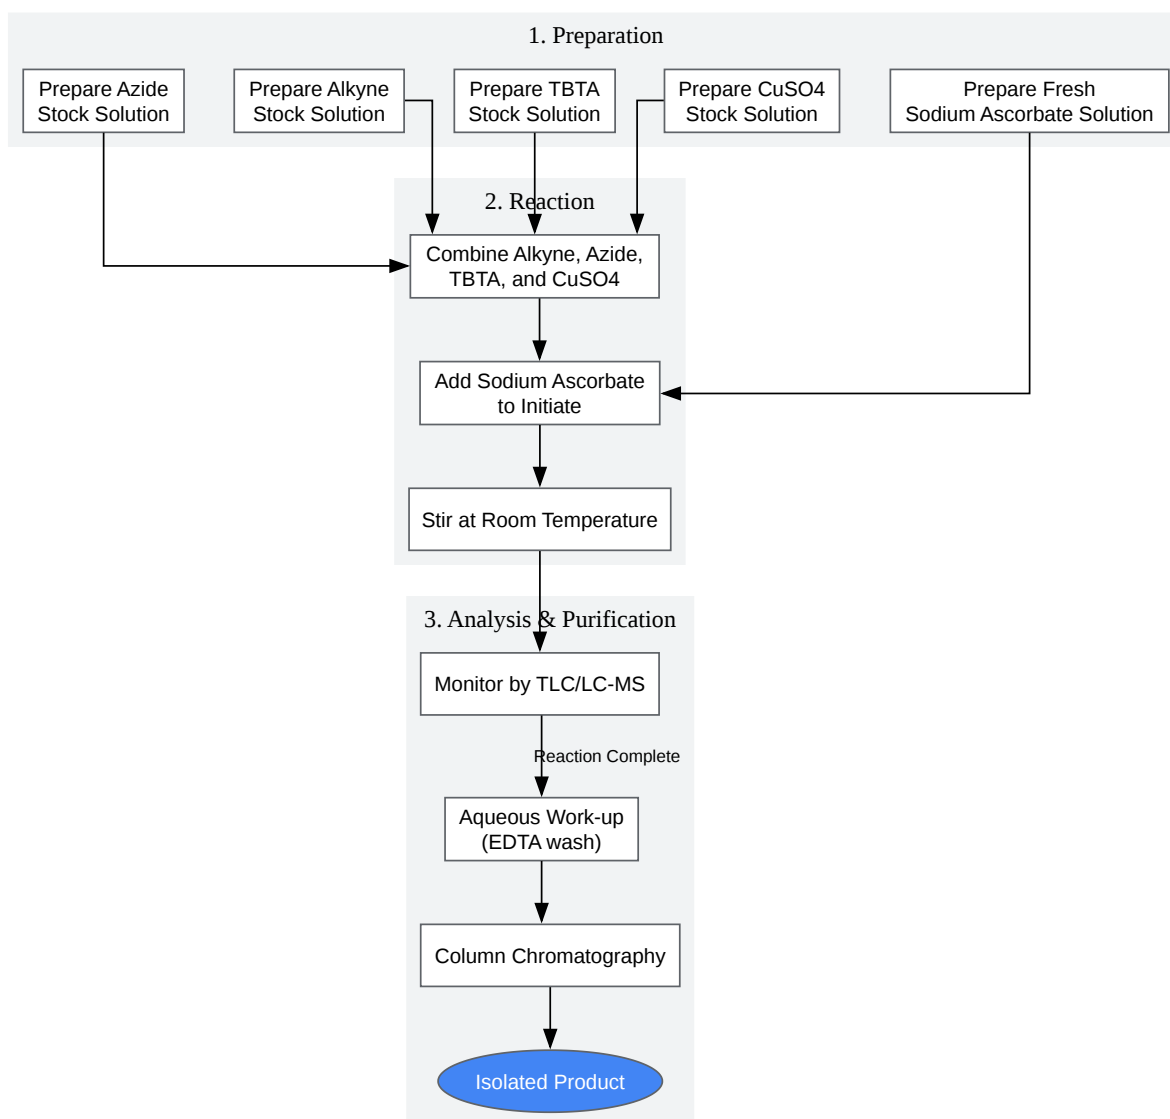 1. Preparation
Prepare Azide
Stock Solution
Prepare Alkyne
Stock Solution
Prepare TBTA
Stock Solution
Prepare CuSO4
Stock Solution
Prepare Fresh
Sodium Ascorbate Solution
2. Reaction
Combine Alkyne, Azide,
TBTA, and CuSO4
Add Sodium Ascorbate
to Initiate
Stir at Room Temperature
3. Analysis & Purification
Monitor by TLC/LC-MS
Reaction Complete
Aqueous Work-up
(EDTA wash)
Column Chromatography
Isolated Product